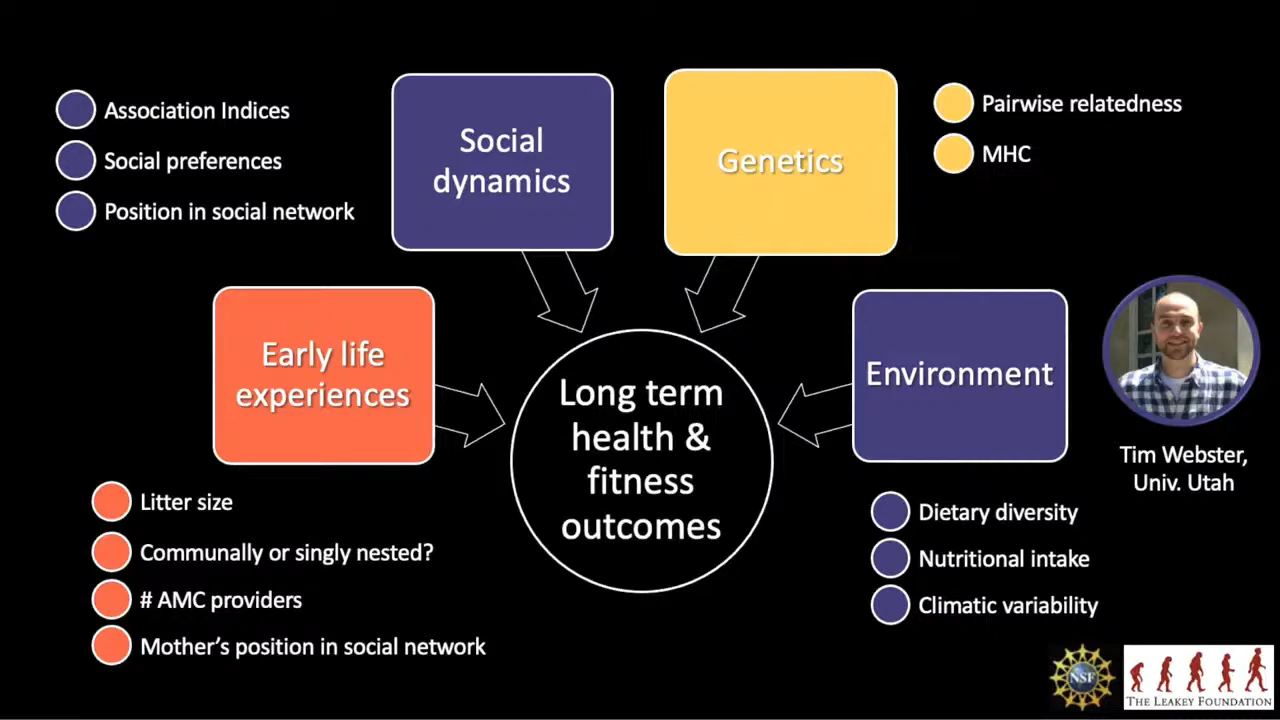 Association Indices
Social preferences
Position in social network
Social
dynamics
Genetics
Pairwise relatedness
MHC
Early life
experiences
Long term
health &
fitness
outcomes
Environment
Tim Webster,
Univ. Utah
Litter size
Communally or singly nested?
# AMC providers
Mother’s position in social network
Dietary diversity
Nutritional intake
Climatic variability
NSF
THE LEAKEY FOUNDATION